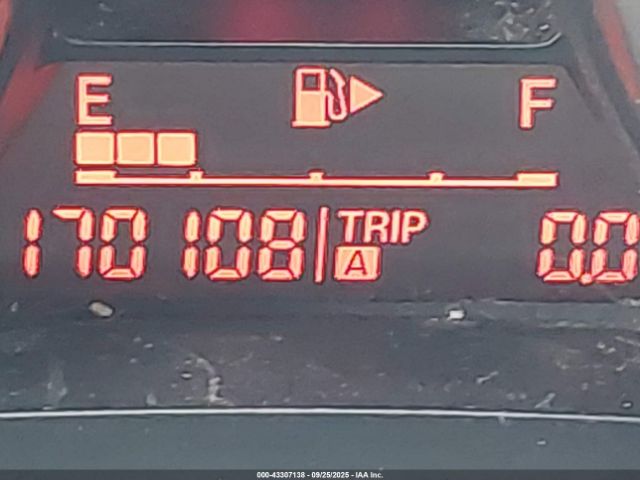 E F
170108 TRIP 0.0
A
000-43307138 - 09/25/2025 - IAA Inc.